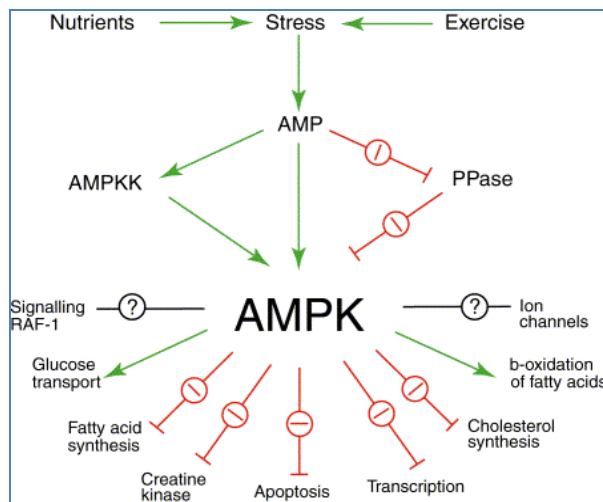 Nutrients
Stress
Exercise
AMP
AMPKK
PPase
Signalling
RAF-1
?
AMPK
?
Ion
channels
Glucose
transport
b-oxidation
of fatty acids
Fatty acid
synthesis
Cholesterol
synthesis
Creatine
kinase
Apoptosis
Transcription